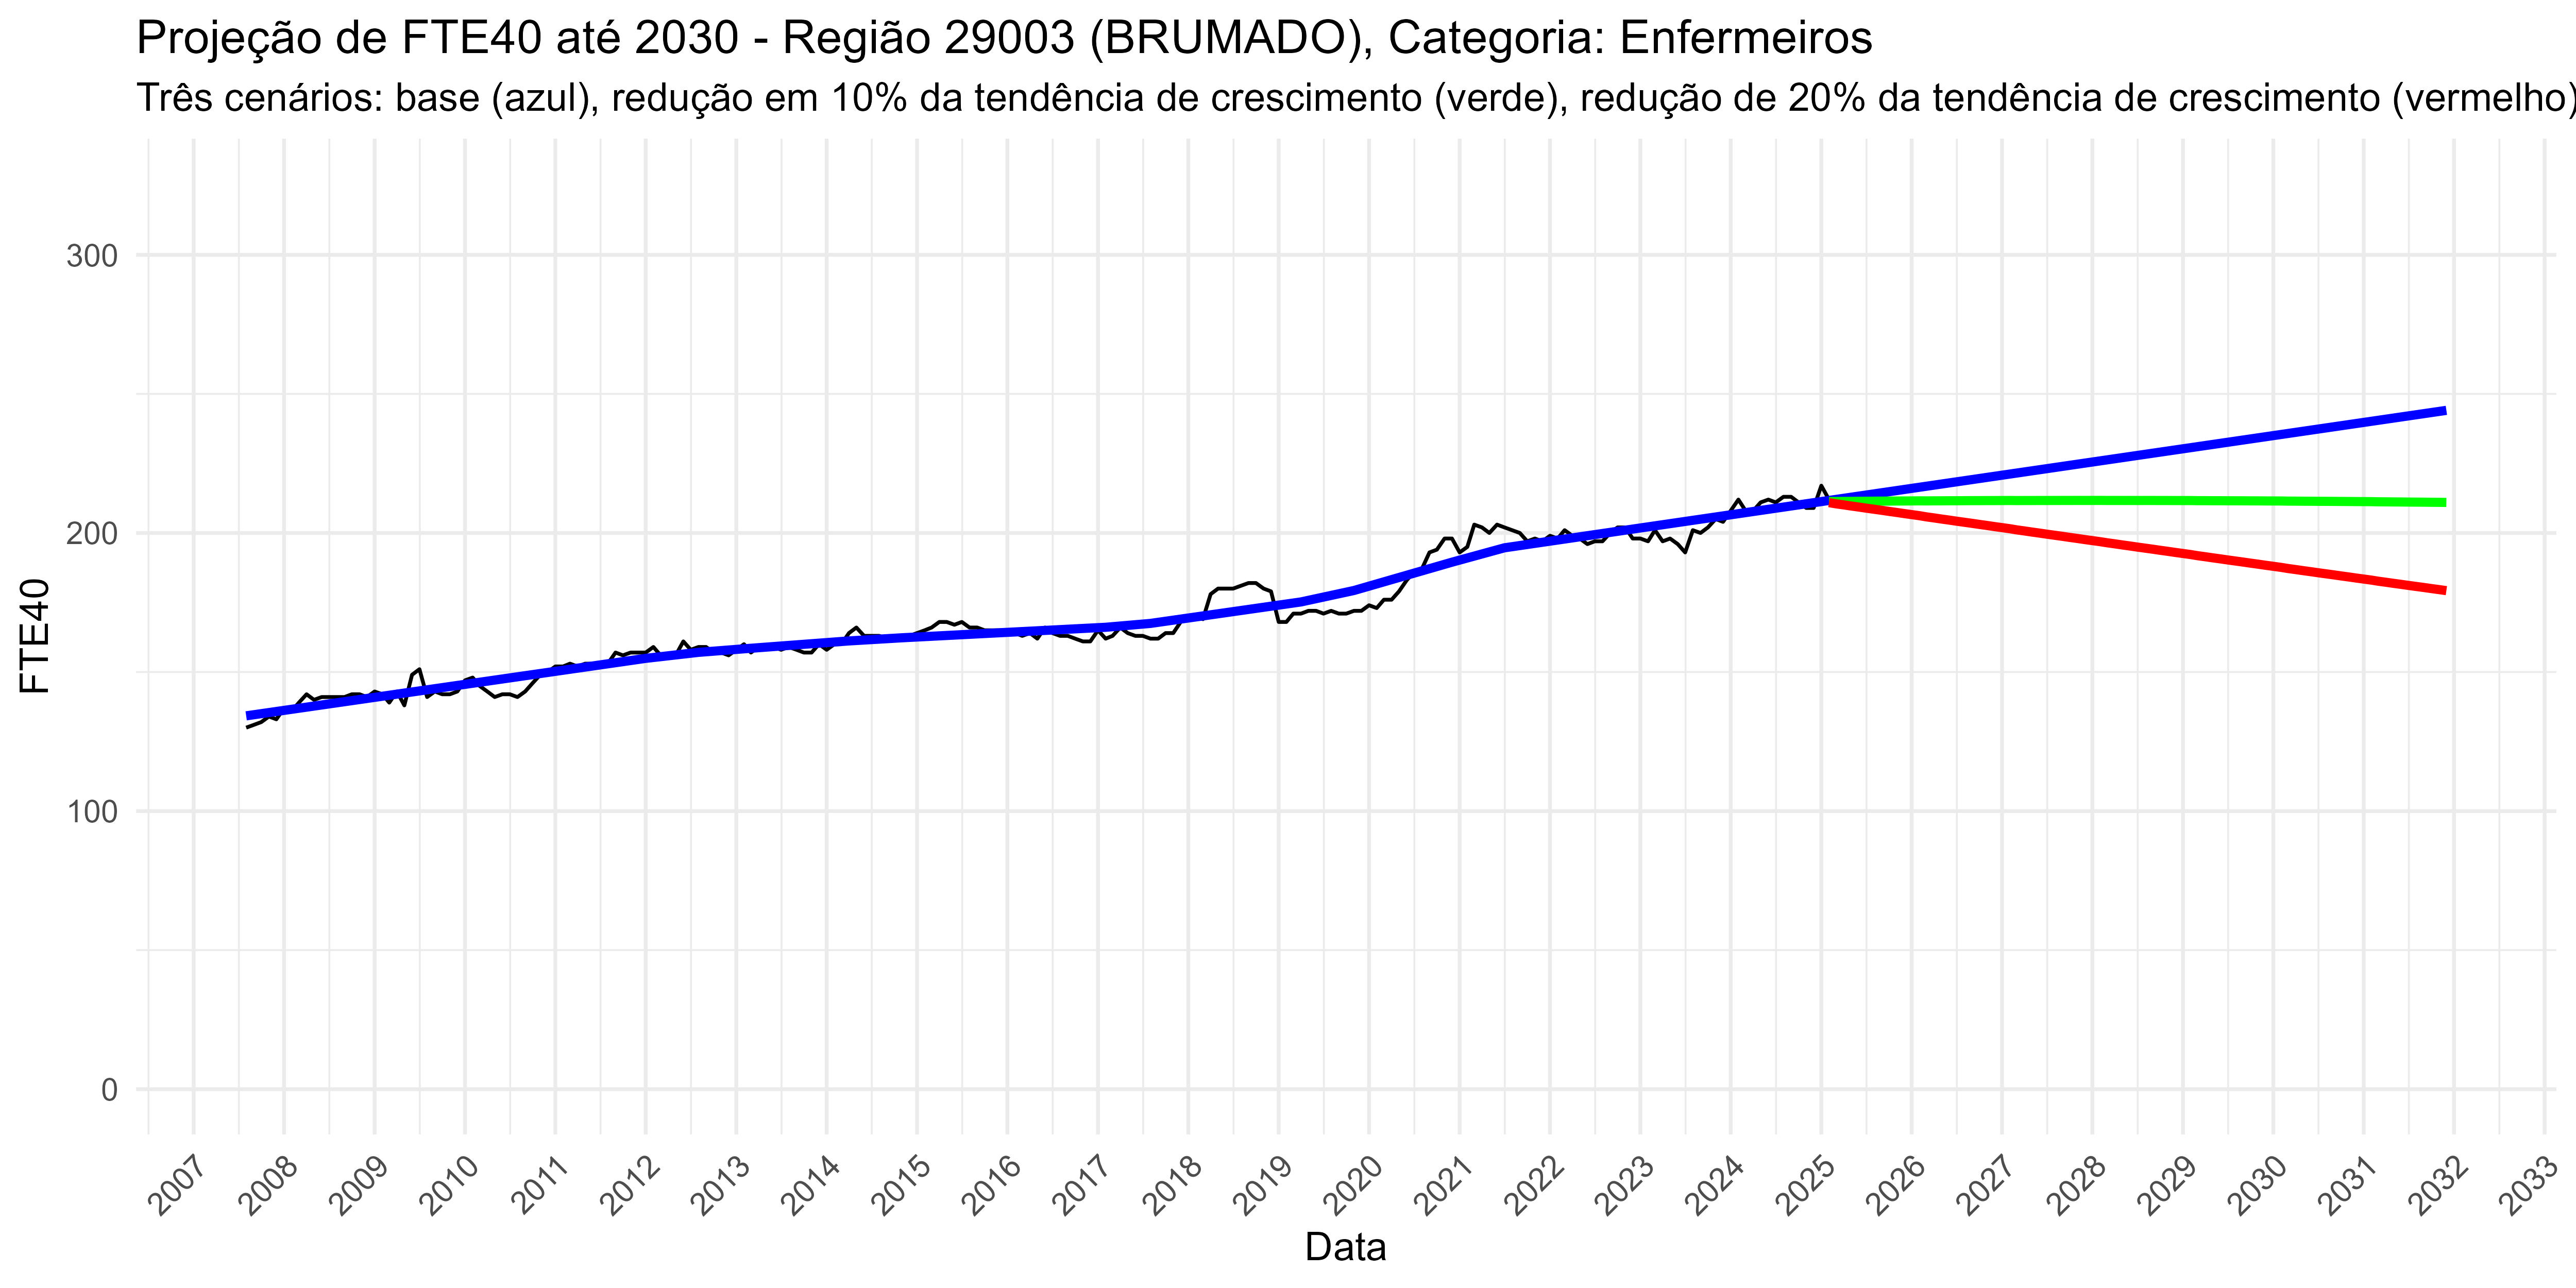 Projeção de FTE40 até 2030 - Região 29003 (BRUMADO), Categoria: Enfermeiros
Três cenários: base (azul), redução em 10% da tendência de crescimento (verde), redução de 20% da tendência de crescimento (vermelho)
300
200
100
0
FTE40
2007 2008 2009 2010 2011 2012 2013 2014 2015 2016 2017 2018 2019 2020 2021 2022 2023 2024 2025 2026 2027 2028 2029 2030 2031 2032 2033
Data